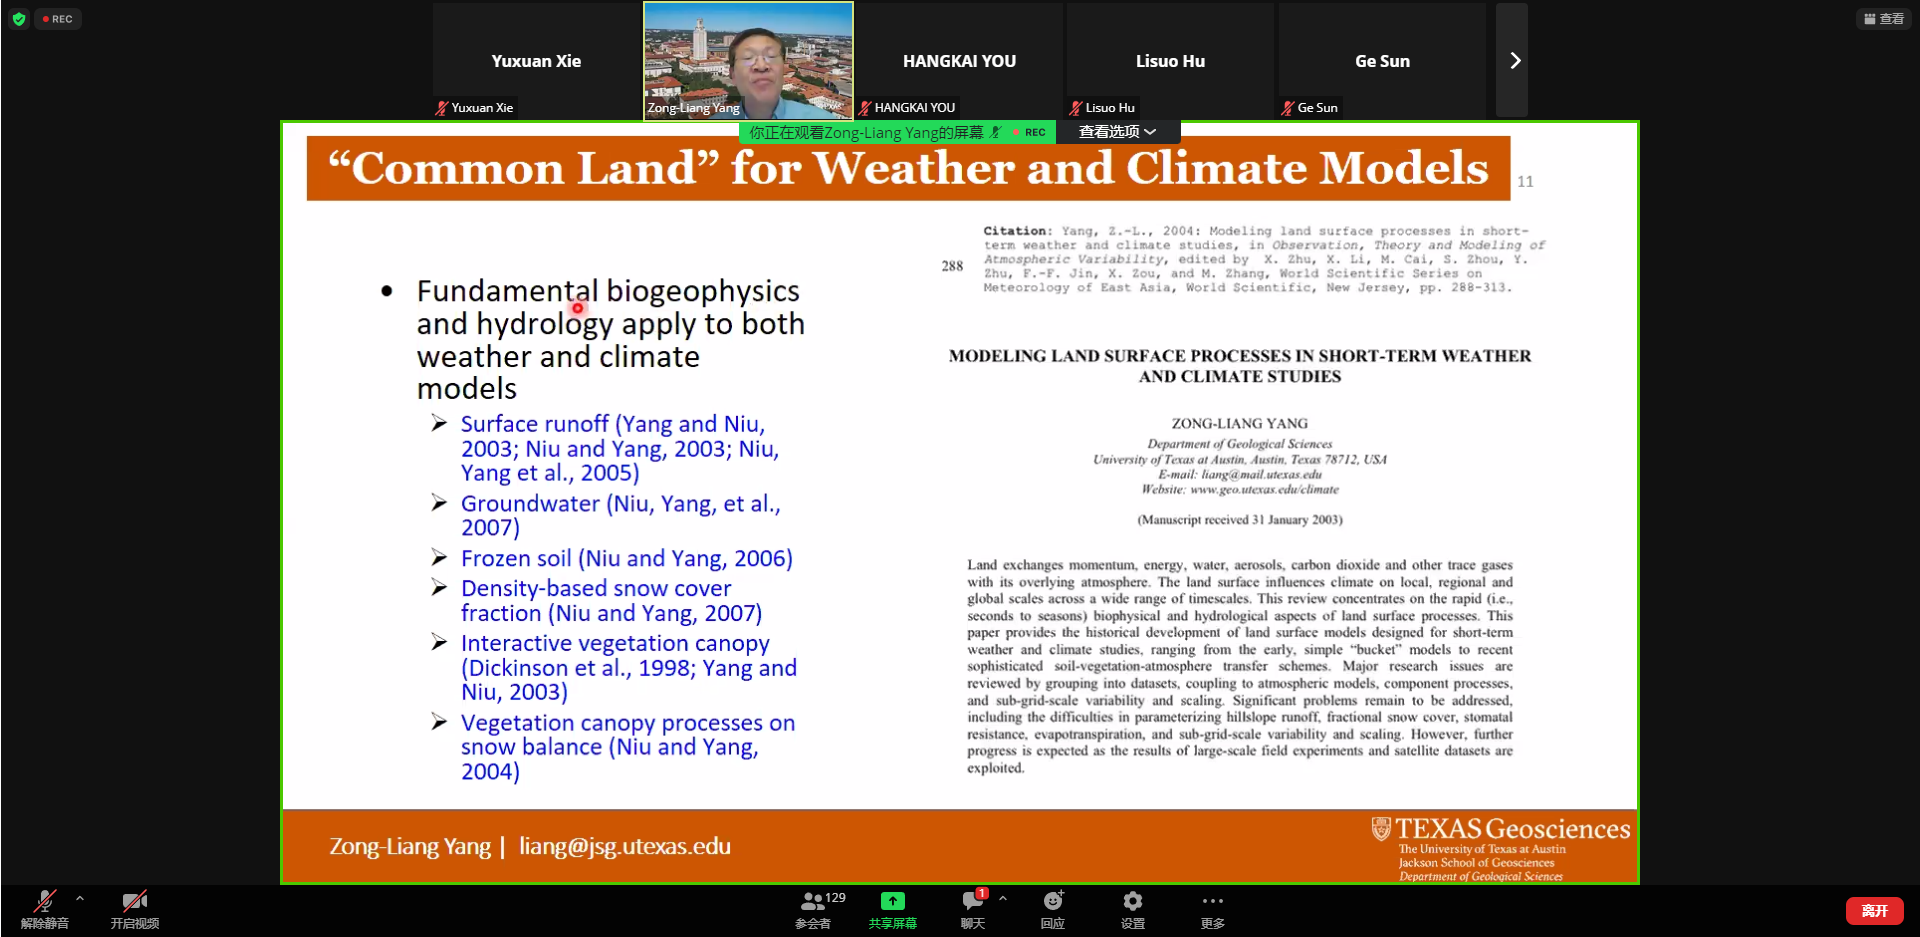 REC
查看
Yuxuan Xie
HANGKAI YOU
Lisuo Hu
Ge Sun
Yuxuan Xie
Zong-Liang Yang
HANGKAI YOU
Lisuo Hu
Ge Sun
你正在观看Zong-Liang Yang的屏幕
REC
查看选项
“Common Land” for Weather and Climate Models
11
• Fundamental biogeophysics
and hydrology apply to both
weather and climate
models
➢ Surface runoff (Yang and Niu,
2003; Niu and Yang, 2003; Niu,
Yang et al., 2005)
➢ Groundwater (Niu, Yang, et al.,
2007)
➢ Frozen soil (Niu and Yang, 2006)
➢ Density-based snow cover
fraction (Niu and Yang, 2007)
➢ Interactive vegetation canopy
(Dickinson et al., 1998; Yang and
Niu, 2003)
➢ Vegetation canopy processes on
snow balance (Niu and Yang,
2004)
288
Citation: Yang, Z.-L., 2004: Modeling land surface processes in short-
term weather and climate studies, in Observation, Theory and Modeling of
Atmospheric Variability, edited by X. Zhu, X. Li, M. Cai, S. Zhou, Y.
Zhu, F.-F. Jin, X. Zou, and M. Zhang, World Scientific Series on
Meteorology of East Asia, World Scientific, New Jersey, pp. 288-313.
MODELING LAND SURFACE PROCESSES IN SHORT-TERM WEATHER
AND CLIMATE STUDIES
ZONG-LIANG YANG
Department of Geological Sciences
University of Texas at Austin, Austin, Texas 78712, USA
E-mail: liang@mail.utexas.edu
Website: www.geo.utexas.edu/climate
(Manuscript received 31 January 2003)
Land exchanges momentum, energy, water, aerosols, carbon dioxide and other trace gases
with its overlying atmosphere. The land surface influences climate on local, regional and
global scales across a wide range of timescales. This review concentrates on the rapid (i.e.,
seconds to seasons) biophysical and hydrological aspects of land surface processes. This
paper provides the historical development of land surface models designed for short-term
weather and climate studies, ranging from the early, simple “bucket” models to recent
sophisticated soil-vegetation-atmosphere transfer schemes. Major research issues are
reviewed by grouping into datasets, coupling to atmospheric models, component processes,
and sub-grid-scale variability and scaling. Significant problems remain to be addressed,
including the difficulties in parameterizing hillslope runoff, fractional snow cover, stomatal
resistance, evapotranspiration, and sub-grid-scale variability and scaling. However, further
progress is expected as the results of large-scale field experiments and satellite datasets are
exploited.
Zong-Liang Yang | liang@jsg.utexas.edu
TEXAS Geosciences
The University of Texas at Austin
Jackson School of Geosciences
Department of Geological Sciences
解除静音
开启视频
129
参会者
共享屏幕
1
聊天
回应
设置
更多
离开